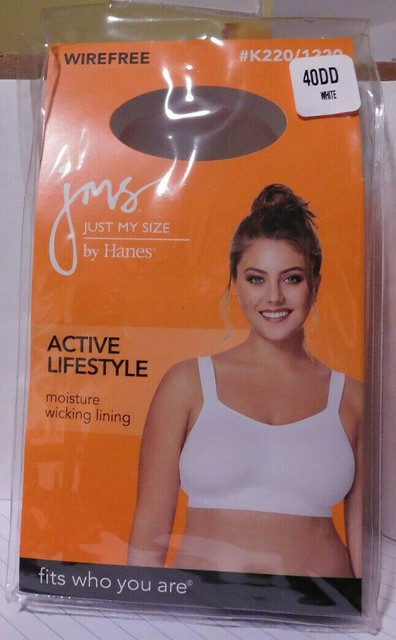 WIREFREE
#K220/1220
40DD
WHITE
jms
JUST MY SIZE
by Hanes
ACTIVE
LIFESTYLE
moisture
wicking lining
fits who you are®